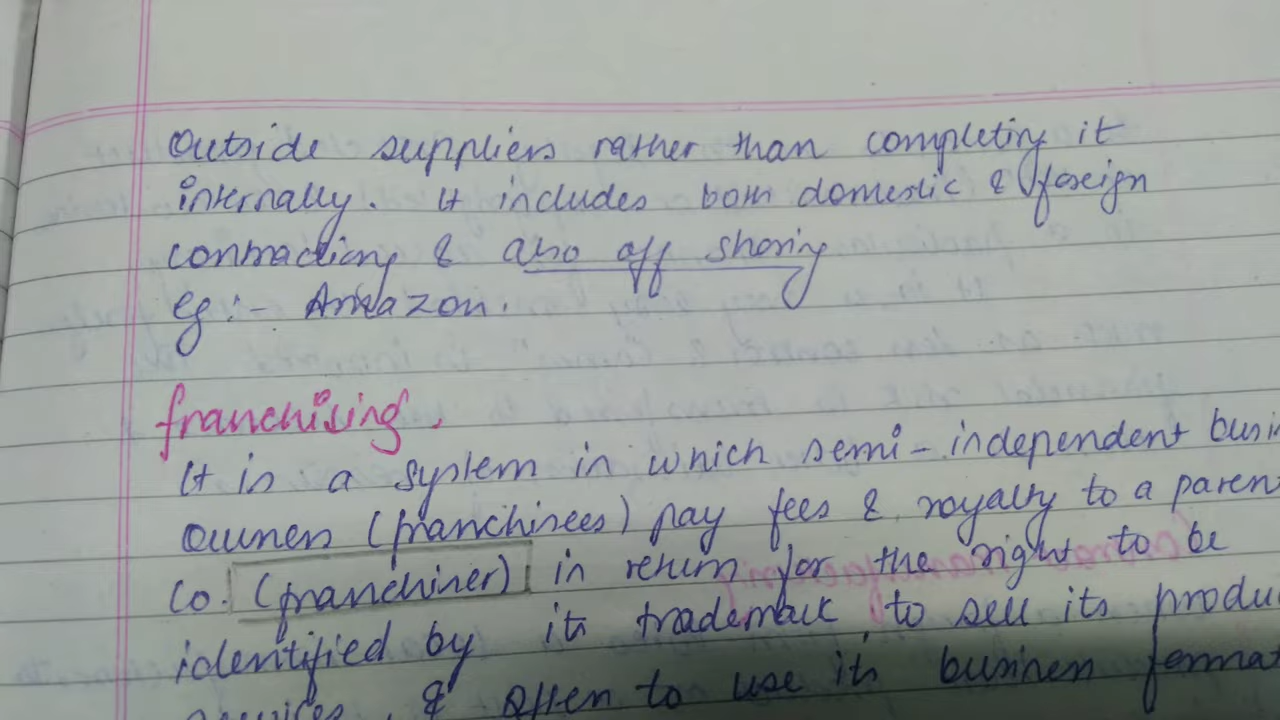 outside suppliers rather than completing it
internally. It includes both domestic & foreign
contracting & also off shoring
eg:- Amazon.
franchising.
It is a system in which semi-independent busi
owners (franchisees) pay fees & royalty to a paren
co. (franchiser) in return for the right to be
identified by its trademark, to sell its produ
services, & often to use its business format